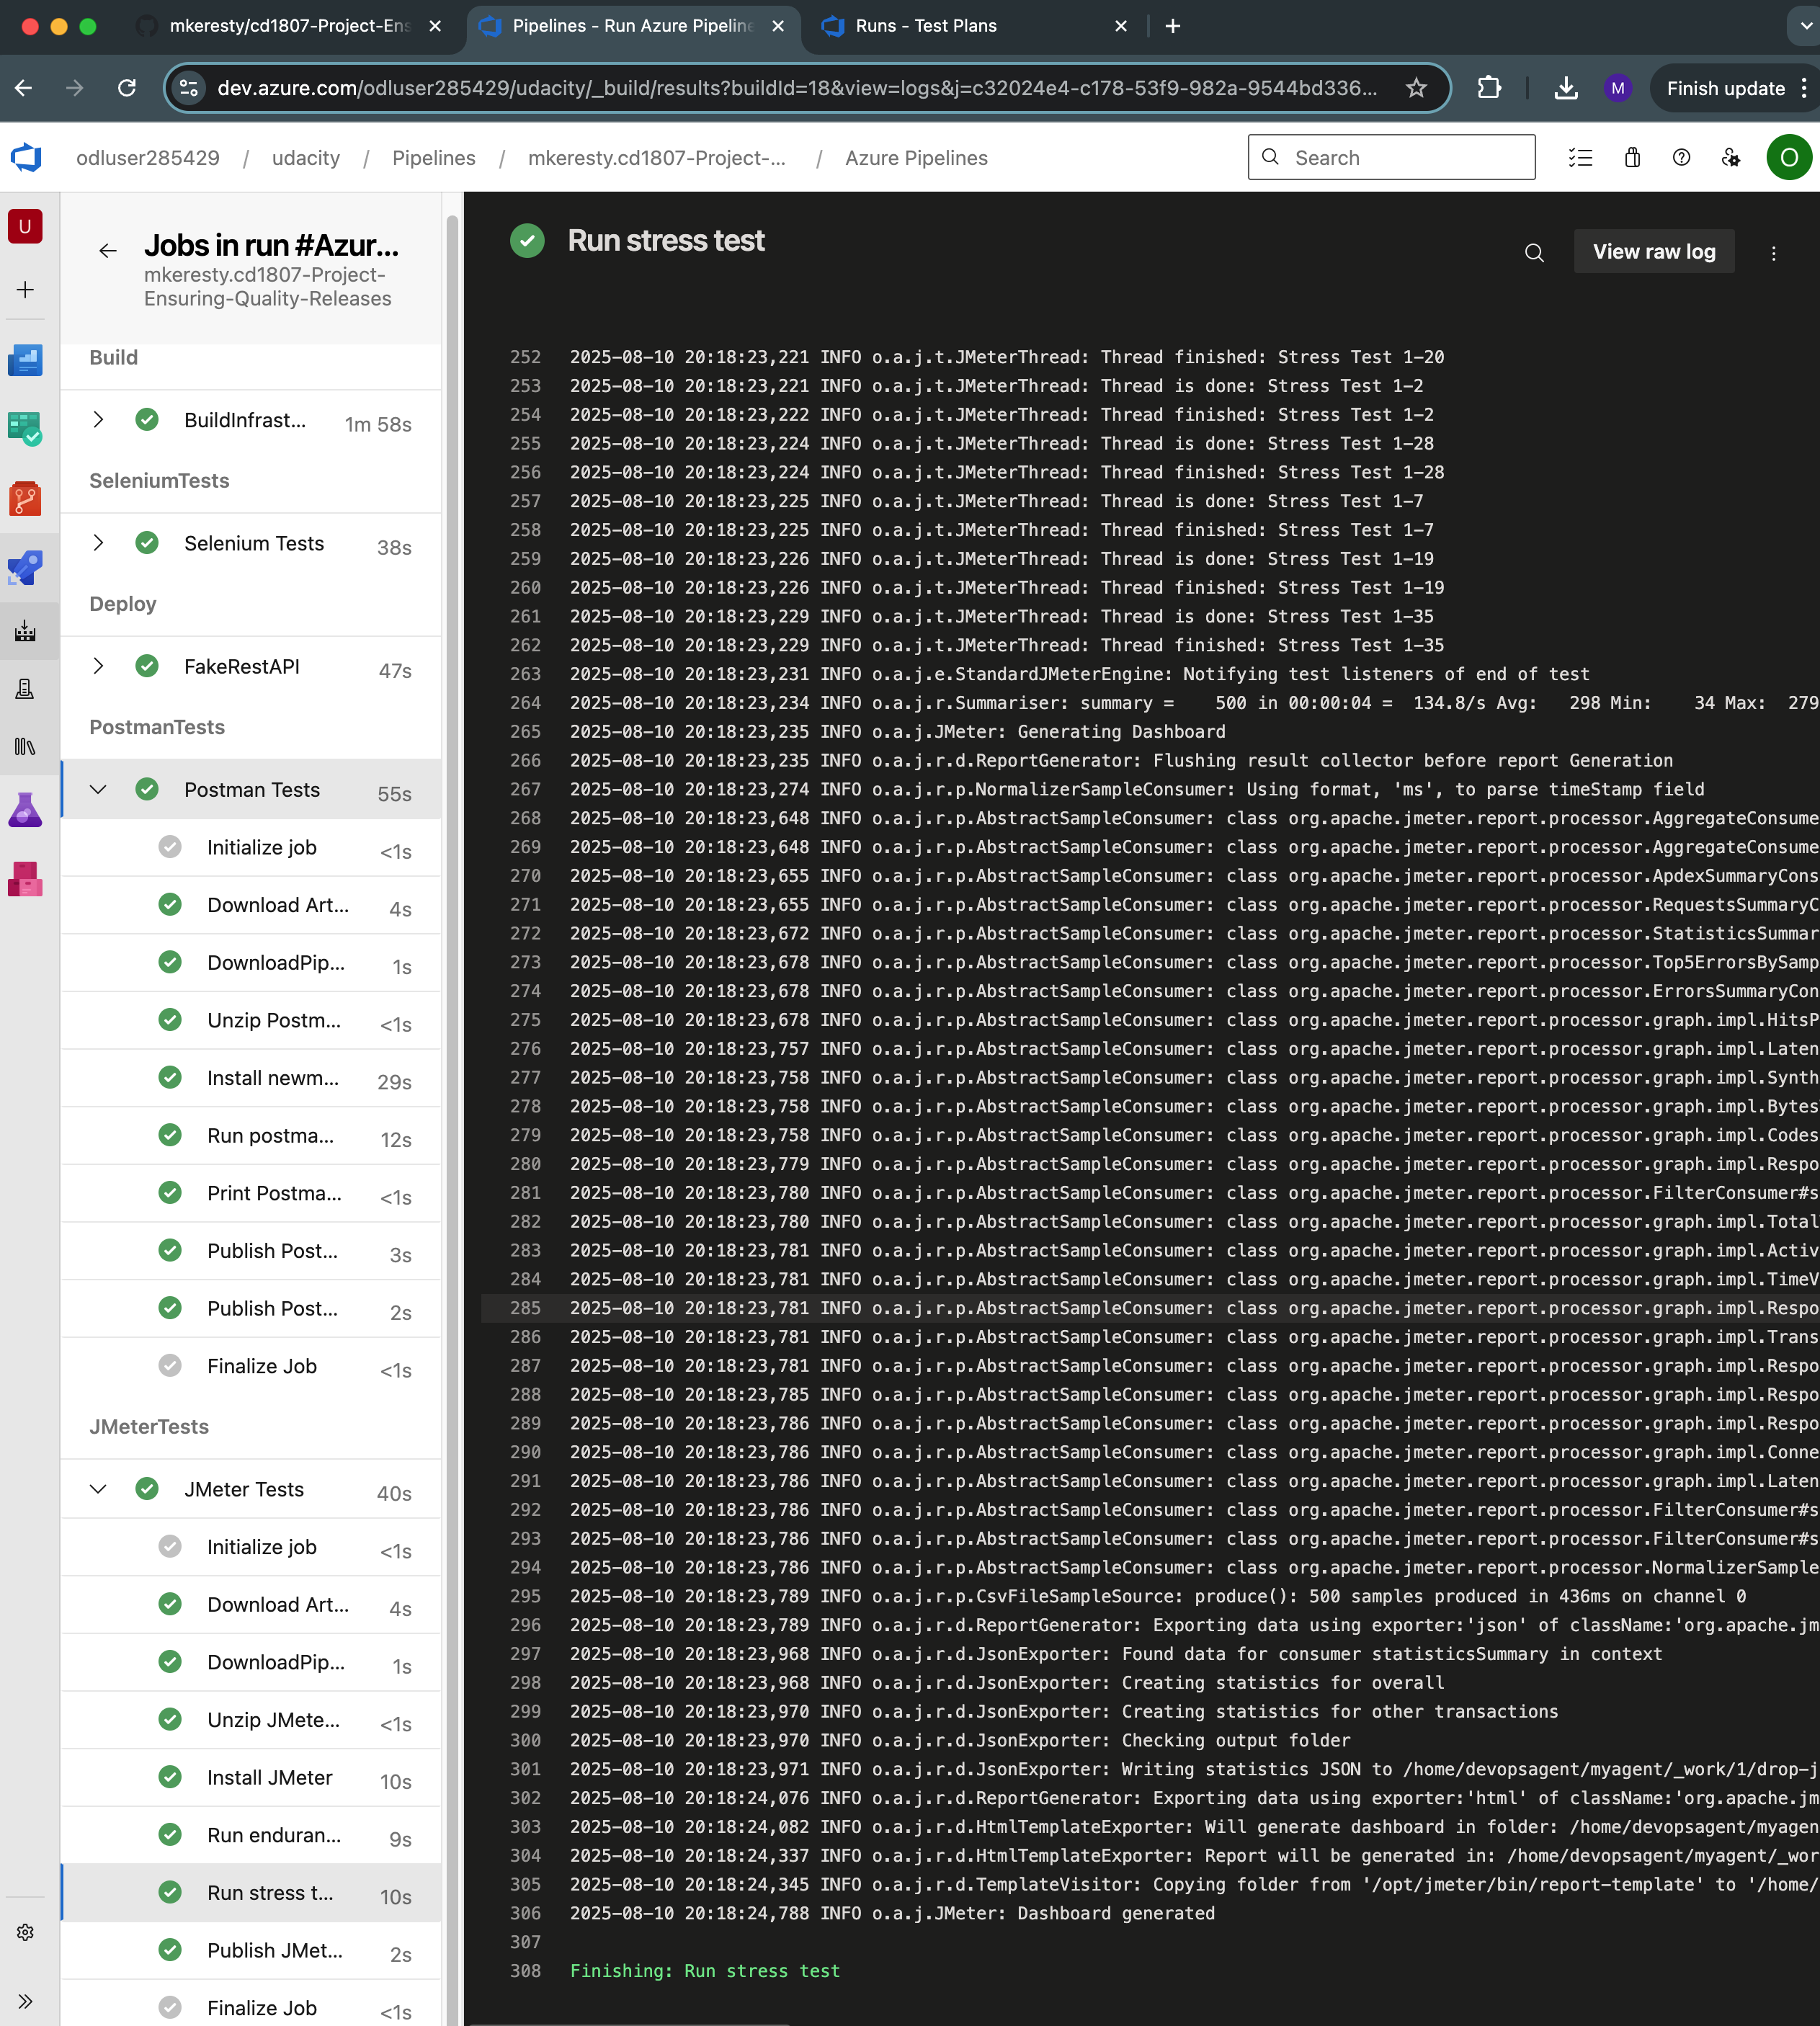 mkeresty/cd1807-Project-Ens
Pipelines - Run Azure Pipeline
Runs - Test Plans
dev.azure.com/odluser285429/udacity/_build/results?buildId=18&view=logs&j=c32024e4-c178-53f9-982a-9544bd336...
M
Finish update
odluser285429 / udacity / Pipelines / mkeresty.cd1807-Project-... / Azure Pipelines
Search
O
U
Jobs in run #Azur...
mkeresty.cd1807-Project-
Ensuring-Quality-Releases
Build
BuildInfrast... 1m 58s
SeleniumTests
Selenium Tests 38s
Deploy
FakeRestAPI 47s
PostmanTests
Postman Tests 55s
Initialize job <1s
Download Art... 4s
DownloadPip... 1s
Unzip Postm... <1s
Install newm... 29s
Run postma... 12s
Print Postma... <1s
Publish Post... 3s
Publish Post... 2s
Finalize Job <1s
JMeterTests
JMeter Tests 40s
Initialize job <1s
Download Art... 4s
DownloadPip... 1s
Unzip JMete... <1s
Install JMeter 10s
Run enduran... 9s
Run stress t... 10s
Publish JMet... 2s
Finalize Job <1s
Run stress test
View raw log
252 2025-08-10 20:18:23,221 INFO o.a.j.t.JMeterThread: Thread finished: Stress Test 1-20
253 2025-08-10 20:18:23,221 INFO o.a.j.t.JMeterThread: Thread is done: Stress Test 1-2
254 2025-08-10 20:18:23,222 INFO o.a.j.t.JMeterThread: Thread finished: Stress Test 1-2
255 2025-08-10 20:18:23,224 INFO o.a.j.t.JMeterThread: Thread is done: Stress Test 1-28
256 2025-08-10 20:18:23,224 INFO o.a.j.t.JMeterThread: Thread finished: Stress Test 1-28
257 2025-08-10 20:18:23,225 INFO o.a.j.t.JMeterThread: Thread is done: Stress Test 1-7
258 2025-08-10 20:18:23,225 INFO o.a.j.t.JMeterThread: Thread finished: Stress Test 1-7
259 2025-08-10 20:18:23,226 INFO o.a.j.t.JMeterThread: Thread is done: Stress Test 1-19
260 2025-08-10 20:18:23,226 INFO o.a.j.t.JMeterThread: Thread finished: Stress Test 1-19
261 2025-08-10 20:18:23,229 INFO o.a.j.t.JMeterThread: Thread is done: Stress Test 1-35
262 2025-08-10 20:18:23,229 INFO o.a.j.t.JMeterThread: Thread finished: Stress Test 1-35
263 2025-08-10 20:18:23,231 INFO o.a.j.e.StandardJMeterEngine: Notifying test listeners of end of test
264 2025-08-10 20:18:23,234 INFO o.a.j.r.Summariser: summary = 500 in 00:00:04 = 134.8/s Avg: 298 Min: 34 Max: 279
265 2025-08-10 20:18:23,235 INFO o.a.j.JMeter: Generating Dashboard
266 2025-08-10 20:18:23,235 INFO o.a.j.r.d.ReportGenerator: Flushing result collector before report Generation
267 2025-08-10 20:18:23,274 INFO o.a.j.r.p.NormalizerSampleConsumer: Using format, 'ms', to parse timeStamp field
268 2025-08-10 20:18:23,648 INFO o.a.j.r.p.AbstractSampleConsumer: class org.apache.jmeter.report.processor.AggregateConsume
269 2025-08-10 20:18:23,648 INFO o.a.j.r.p.AbstractSampleConsumer: class org.apache.jmeter.report.processor.AggregateConsume
270 2025-08-10 20:18:23,655 INFO o.a.j.r.p.AbstractSampleConsumer: class org.apache.jmeter.report.processor.ApdexSummaryCons
271 2025-08-10 20:18:23,655 INFO o.a.j.r.p.AbstractSampleConsumer: class org.apache.jmeter.report.processor.RequestsSummaryC
272 2025-08-10 20:18:23,672 INFO o.a.j.r.p.AbstractSampleConsumer: class org.apache.jmeter.report.processor.StatisticsSummar
273 2025-08-10 20:18:23,678 INFO o.a.j.r.p.AbstractSampleConsumer: class org.apache.jmeter.report.processor.Top5ErrorsBySamp
274 2025-08-10 20:18:23,678 INFO o.a.j.r.p.AbstractSampleConsumer: class org.apache.jmeter.report.processor.ErrorsSummaryCon
275 2025-08-10 20:18:23,678 INFO o.a.j.r.p.AbstractSampleConsumer: class org.apache.jmeter.report.processor.graph.impl.HitsP
276 2025-08-10 20:18:23,757 INFO o.a.j.r.p.AbstractSampleConsumer: class org.apache.jmeter.report.processor.graph.impl.Laten
277 2025-08-10 20:18:23,758 INFO o.a.j.r.p.AbstractSampleConsumer: class org.apache.jmeter.report.processor.graph.impl.Synth
278 2025-08-10 20:18:23,758 INFO o.a.j.r.p.AbstractSampleConsumer: class org.apache.jmeter.report.processor.graph.impl.Bytes
279 2025-08-10 20:18:23,758 INFO o.a.j.r.p.AbstractSampleConsumer: class org.apache.jmeter.report.processor.graph.impl.Codes
280 2025-08-10 20:18:23,779 INFO o.a.j.r.p.AbstractSampleConsumer: class org.apache.jmeter.report.processor.graph.impl.Respo
281 2025-08-10 20:18:23,780 INFO o.a.j.r.p.AbstractSampleConsumer: class org.apache.jmeter.report.processor.FilterConsumer#s
282 2025-08-10 20:18:23,780 INFO o.a.j.r.p.AbstractSampleConsumer: class org.apache.jmeter.report.processor.graph.impl.Total
283 2025-08-10 20:18:23,781 INFO o.a.j.r.p.AbstractSampleConsumer: class org.apache.jmeter.report.processor.graph.impl.Activ
284 2025-08-10 20:18:23,781 INFO o.a.j.r.p.AbstractSampleConsumer: class org.apache.jmeter.report.processor.graph.impl.TimeV
285 2025-08-10 20:18:23,781 INFO o.a.j.r.p.AbstractSampleConsumer: class org.apache.jmeter.report.processor.graph.impl.Respo
286 2025-08-10 20:18:23,781 INFO o.a.j.r.p.AbstractSampleConsumer: class org.apache.jmeter.report.processor.graph.impl.Trans
287 2025-08-10 20:18:23,781 INFO o.a.j.r.p.AbstractSampleConsumer: class org.apache.jmeter.report.processor.graph.impl.Respo
288 2025-08-10 20:18:23,785 INFO o.a.j.r.p.AbstractSampleConsumer: class org.apache.jmeter.report.processor.graph.impl.Respo
289 2025-08-10 20:18:23,786 INFO o.a.j.r.p.AbstractSampleConsumer: class org.apache.jmeter.report.processor.graph.impl.Respo
290 2025-08-10 20:18:23,786 INFO o.a.j.r.p.AbstractSampleConsumer: class org.apache.jmeter.report.processor.graph.impl.Conne
291 2025-08-10 20:18:23,786 INFO o.a.j.r.p.AbstractSampleConsumer: class org.apache.jmeter.report.processor.graph.impl.Laten
292 2025-08-10 20:18:23,786 INFO o.a.j.r.p.AbstractSampleConsumer: class org.apache.jmeter.report.processor.FilterConsumer#s
293 2025-08-10 20:18:23,786 INFO o.a.j.r.p.AbstractSampleConsumer: class org.apache.jmeter.report.processor.FilterConsumer#s
294 2025-08-10 20:18:23,786 INFO o.a.j.r.p.AbstractSampleConsumer: class org.apache.jmeter.report.processor.NormalizerSample
295 2025-08-10 20:18:23,789 INFO o.a.j.r.p.CsvFileSampleSource: produce(): 500 samples produced in 436ms on channel 0
296 2025-08-10 20:18:23,789 INFO o.a.j.r.d.ReportGenerator: Exporting data using exporter:'json' of className:'org.apache.jm
297 2025-08-10 20:18:23,968 INFO o.a.j.r.d.JsonExporter: Found data for consumer statisticsSummary in context
298 2025-08-10 20:18:23,968 INFO o.a.j.r.d.JsonExporter: Creating statistics for overall
299 2025-08-10 20:18:23,970 INFO o.a.j.r.d.JsonExporter: Creating statistics for other transactions
300 2025-08-10 20:18:23,970 INFO o.a.j.r.d.JsonExporter: Checking output folder
301 2025-08-10 20:18:23,971 INFO o.a.j.r.d.JsonExporter: Writing statistics JSON to /home/devopsagent/myagent/_work/1/drop-j
302 2025-08-10 20:18:24,076 INFO o.a.j.r.d.ReportGenerator: Exporting data using exporter:'html' of className:'org.apache.jm
303 2025-08-10 20:18:24,082 INFO o.a.j.r.d.HtmlTemplateExporter: Will generate dashboard in folder: /home/devopsagent/myagen
304 2025-08-10 20:18:24,337 INFO o.a.j.r.d.HtmlTemplateExporter: Report will be generated in: /home/devopsagent/myagent/_wor
305 2025-08-10 20:18:24,345 INFO o.a.j.r.d.TemplateVisitor: Copying folder from '/opt/jmeter/bin/report-template' to '/home/
306 2025-08-10 20:18:24,788 INFO o.a.j.JMeter: Dashboard generated
307
308 Finishing: Run stress test